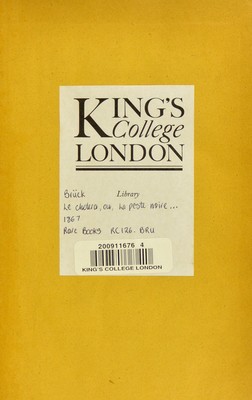 KING'S
College
LONDON
Brück Library
Le cholera, ou, la peste noire ...
1867
Rare Books RC126. BRU
200911676 4
KING'S COLLEGE LONDON